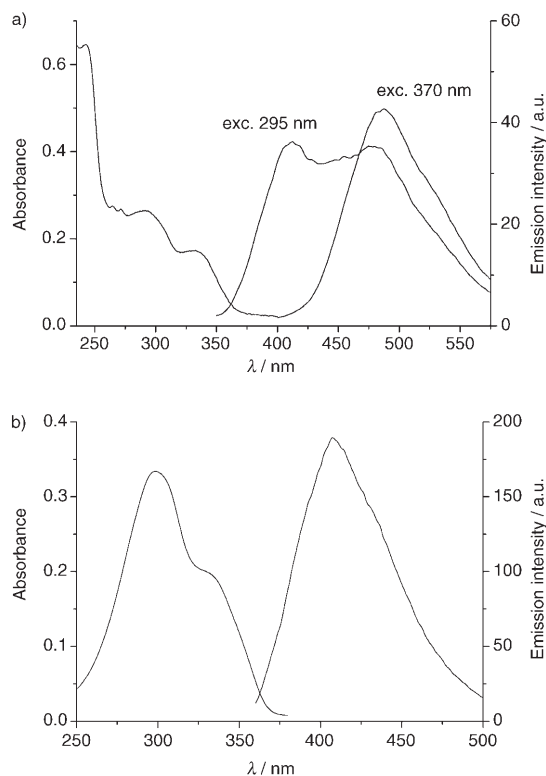 a)
60
0.6
exc. 370 nm
exc. 295 nm
40
0.4
Absorbance
Emission intensity / a.u.
20
0.2
0.0
0
250 300 350 400 450 500 550
λ / nm
b)
0.4
200
0.3
150
Absorbance
Emission intensity / a.u.
0.2
100
0.1
50
0.0
0
250 300 350 400 450 500
λ / nm